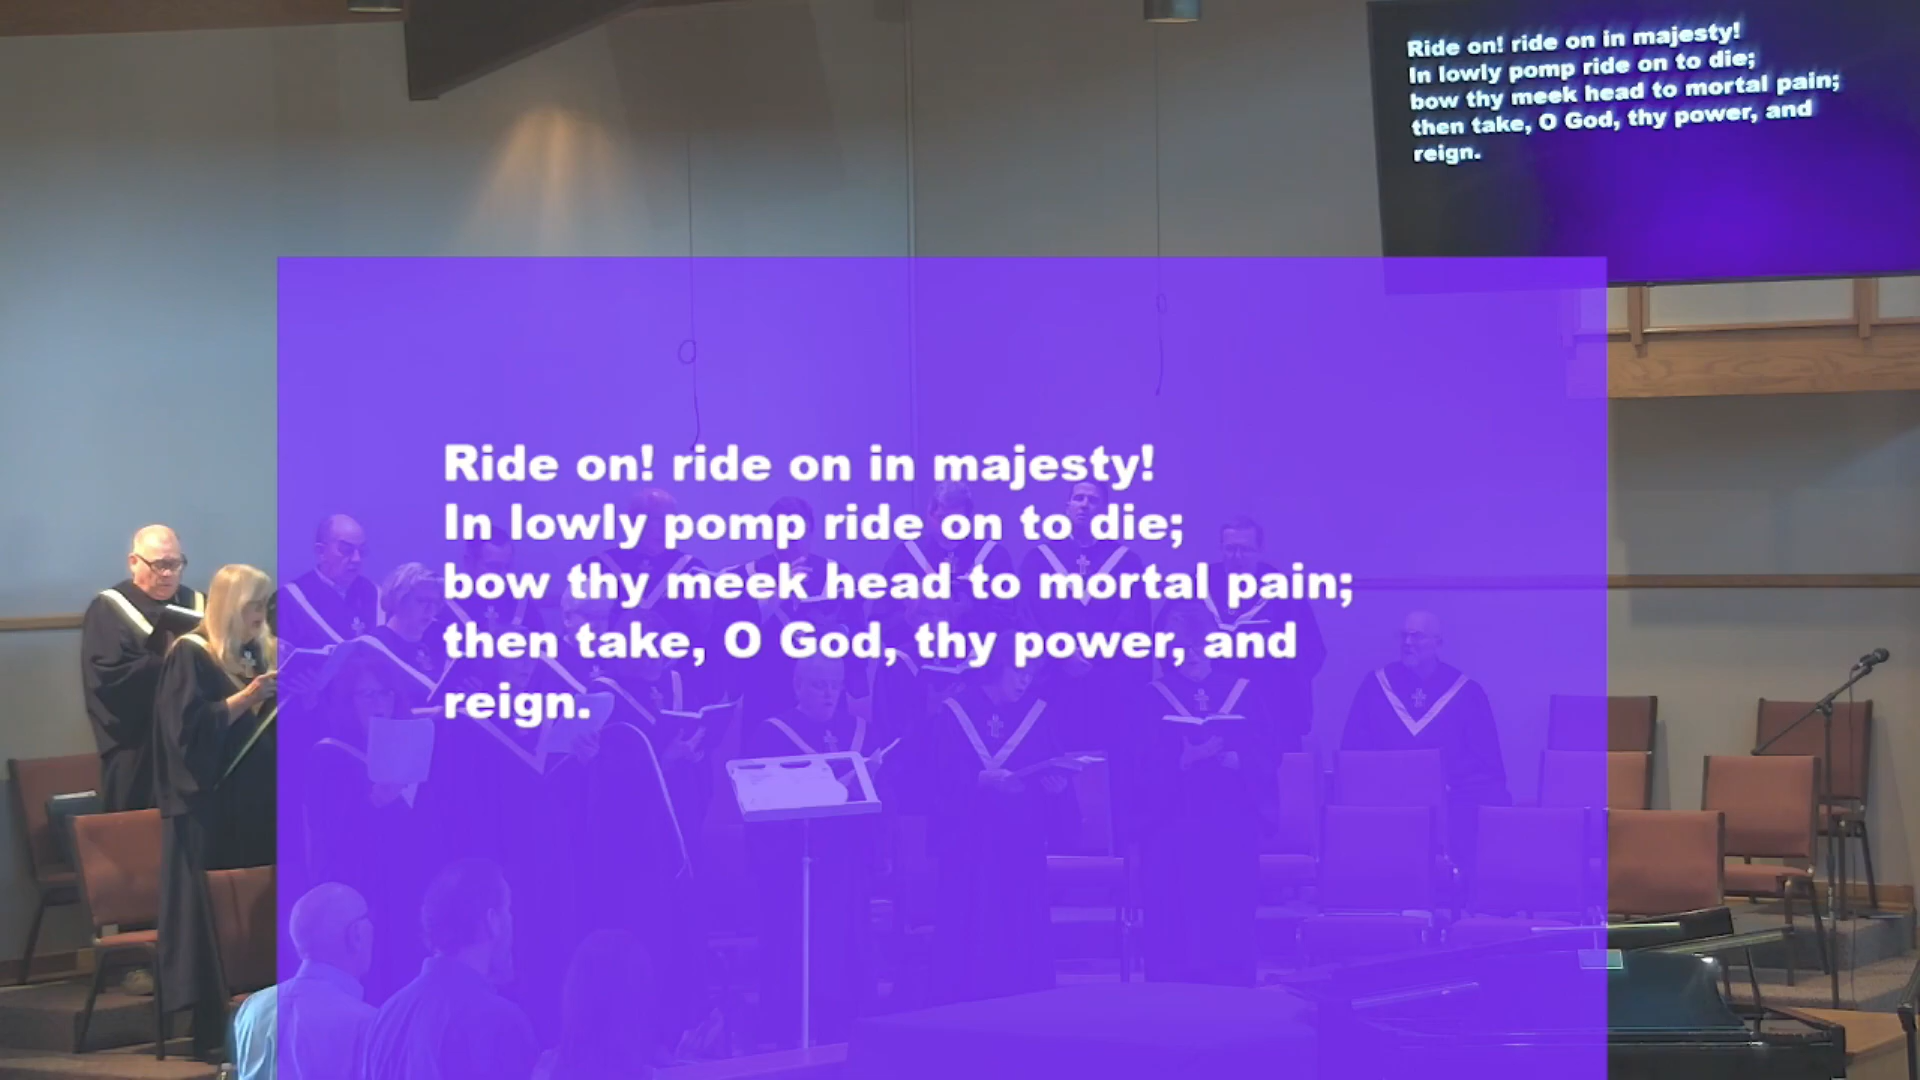 Ride on! ride on in majesty!
In lowly pomp ride on to die;
bow thy meek head to mortal pain;
then take, O God, thy power, and
reign.
Ride on! ride on in majesty!
In lowly pomp ride on to die;
bow thy meek head to mortal pain;
then take, O God, thy power, and
reign.